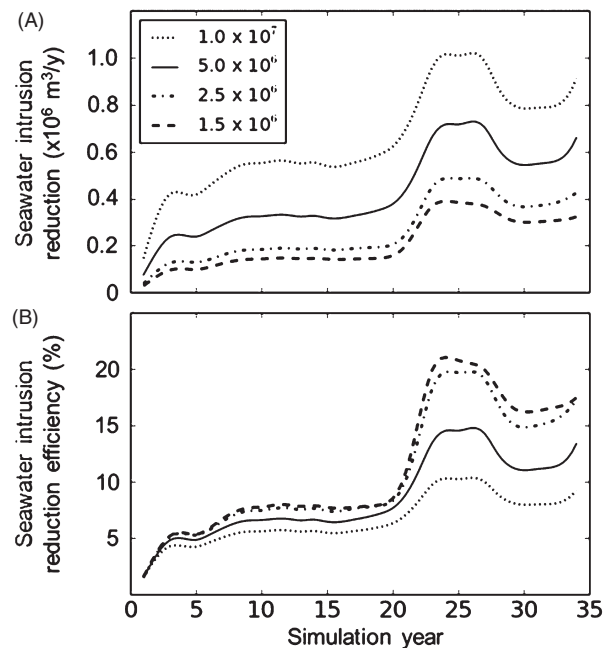 (A)
Seawater intrusion
reduction (x10⁶ m³/y)
1.0
0.8
0.6
0.4
0.2
0
1.0 x 10⁷
5.0 x 10⁶
2.5 x 10⁶
1.5 x 10⁶
(B)
Seawater intrusion
reduction efficiency (%)
20
15
10
5
0 5 10 15 20 25 30 35
Simulation year